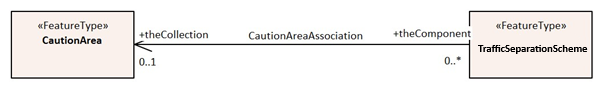 «FeatureType»
CautionArea
+theCollection
CautionAreaAssociation
+theComponent
0..1
0..*
«FeatureType»
TrafficSeparationScheme